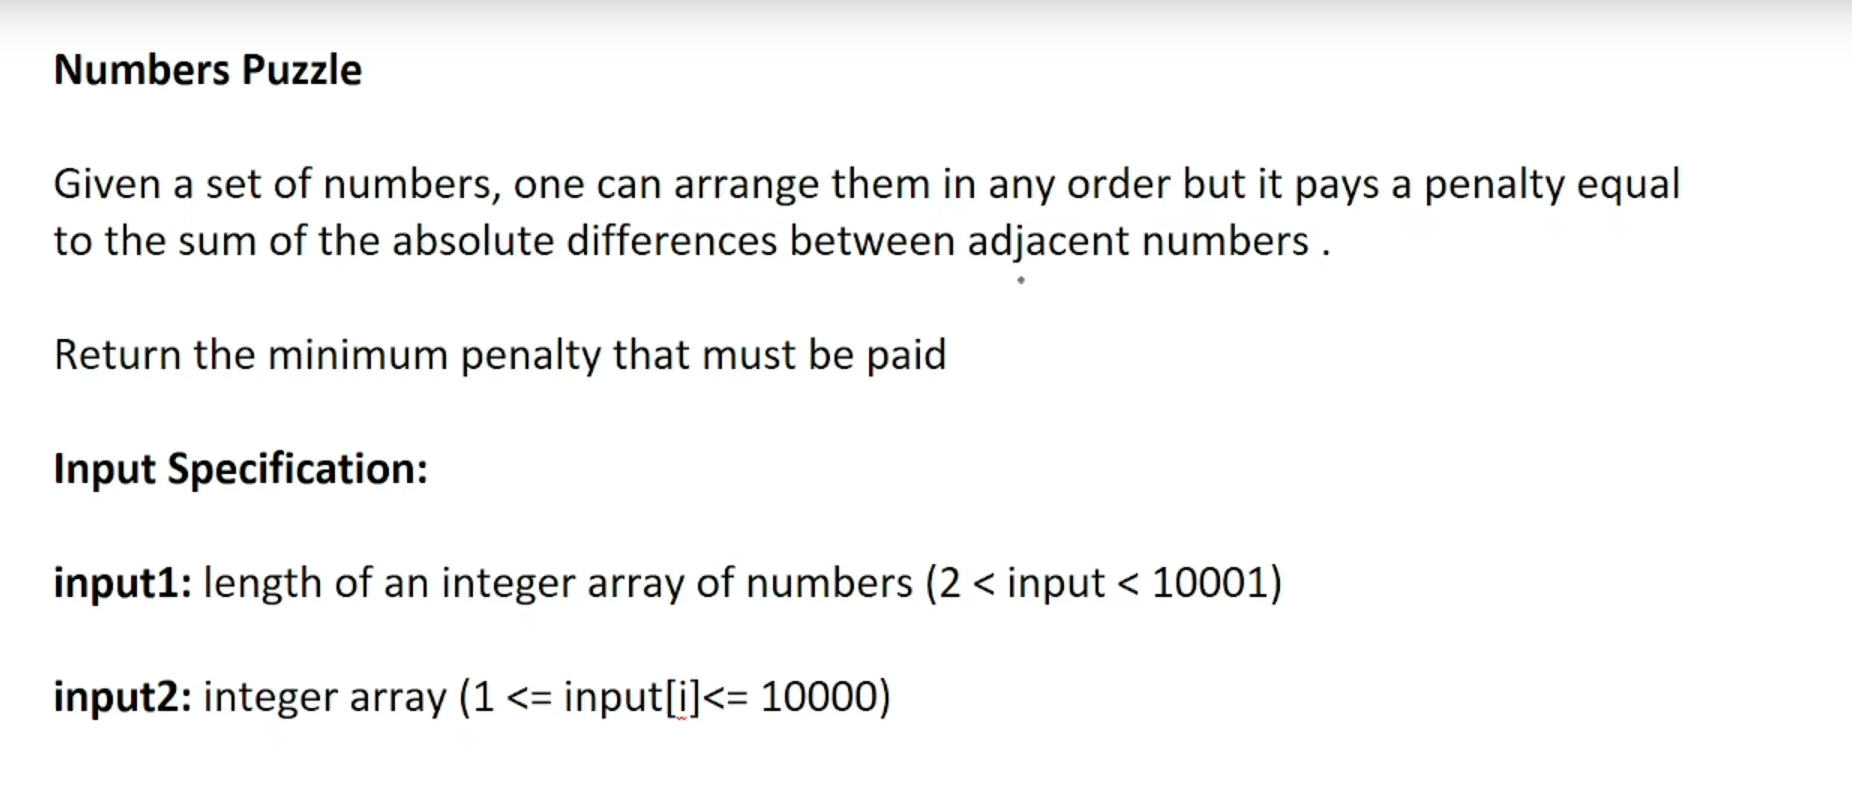 Numbers Puzzle
Given a set of numbers, one can arrange them in any order but it pays a penalty equal
to the sum of the absolute differences between adjacent numbers .
Return the minimum penalty that must be paid
Input Specification:
input1: length of an integer array of numbers (2 < input < 10001)
input2: integer array (1 <= input[i]<= 10000)